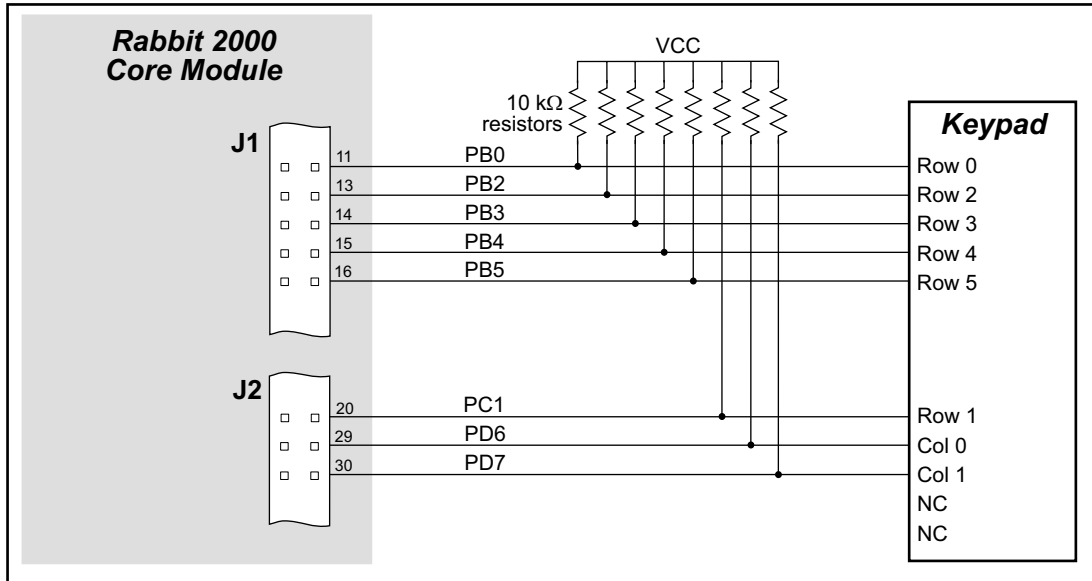 Rabbit 2000
Core Module
VCC
10 kΩ
resistors
Keypad
J1
11 PB0 Row 0
13 PB2 Row 2
14 PB3 Row 3
15 PB4 Row 4
16 PB5 Row 5
J2
20 PC1 Row 1
29 PD6 Col 0
30 PD7 Col 1
NC
NC